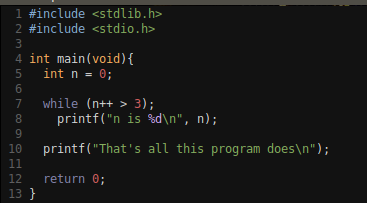 1 #include <stdlib.h>
2 #include <stdio.h>
3
4 int main(void){
5   int n = 0;
6
7   while (n++ > 3);
8     printf("n is %d\n", n);
9
10   printf("That's all this program does\n");
11
12   return 0;
13 }